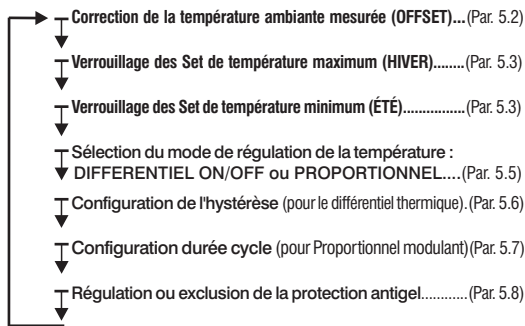 Correction de la température ambiante mesurée (OFFSET)...(Par. 5.2)
Verrouillage des Set de température maximum (HIVER)........(Par. 5.3)
Verrouillage des Set de température minimum (ÉTÉ)................(Par. 5.3)
Sélection du mode de régulation de la température :
DIFFERENTIEL ON/OFF ou PROPORTIONNEL....(Par. 5.5)
Configuration de l'hystérèse (pour le différentiel thermique).(Par. 5.6)
Configuration durée cycle (pour Proportionnel modulant)(Par. 5.7)
Régulation ou exclusion de la protection antigel............(Par. 5.8)